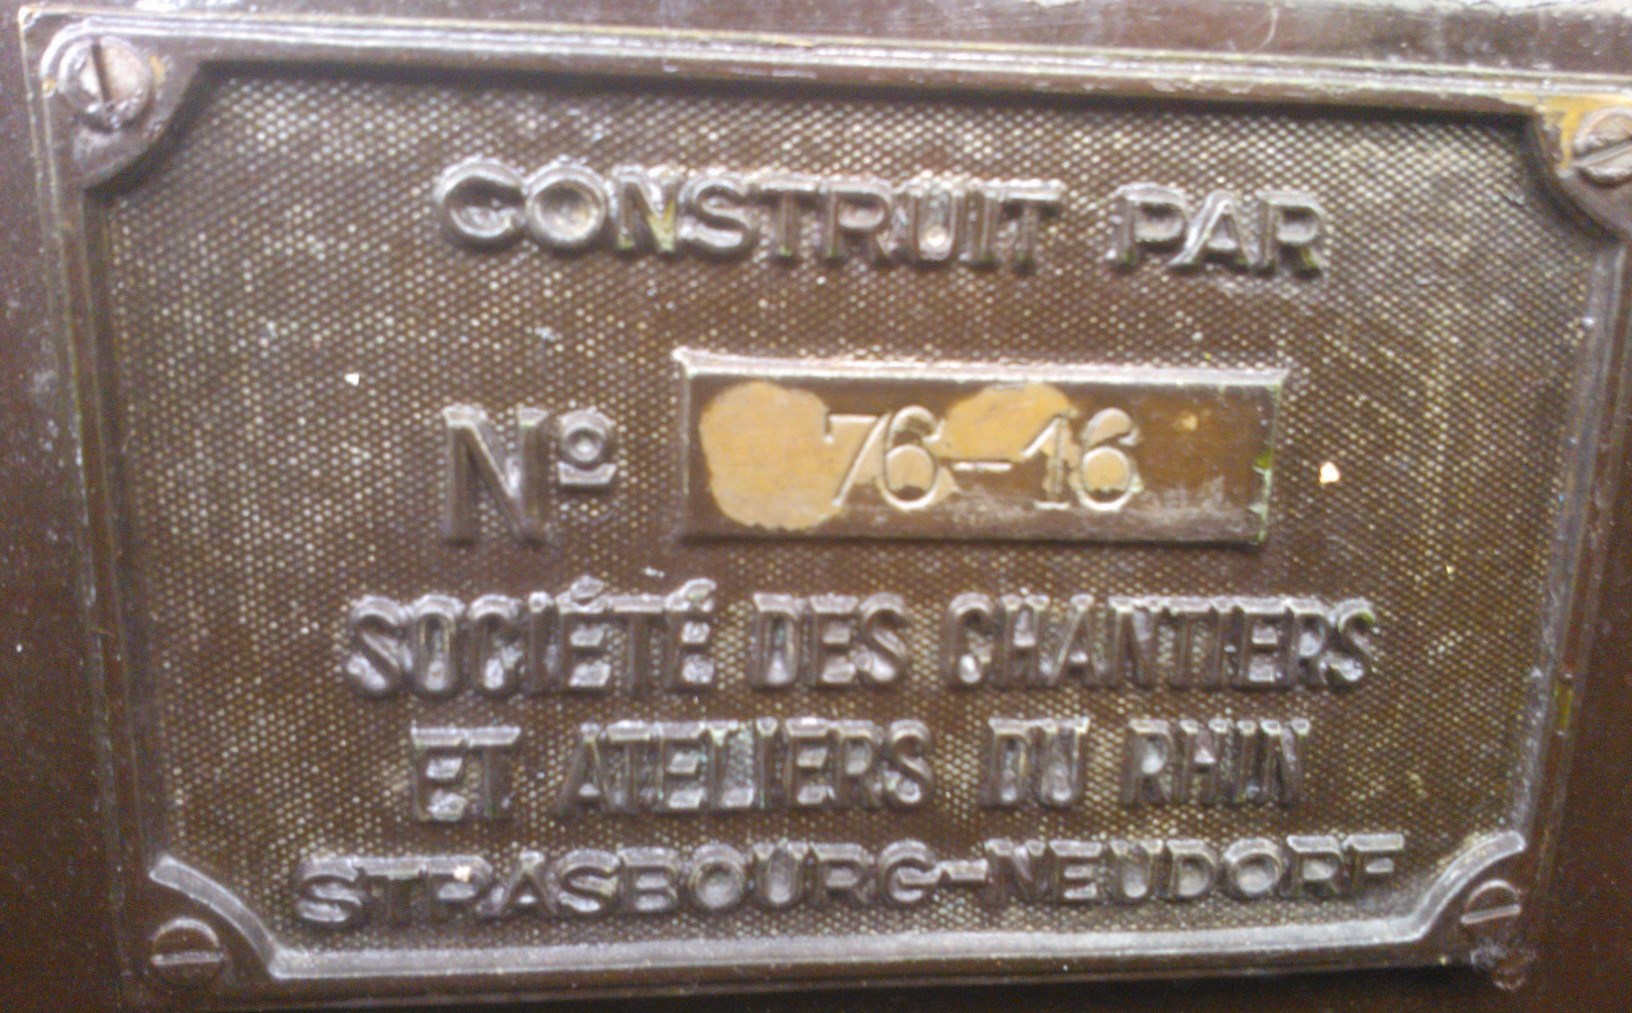 CONSTRUIT PAR
Nº 76-16
SOCIÉTÉ DES CHANTIERS
ET ATELIERS DU RHIN
STRASBOURG-NEUDORF